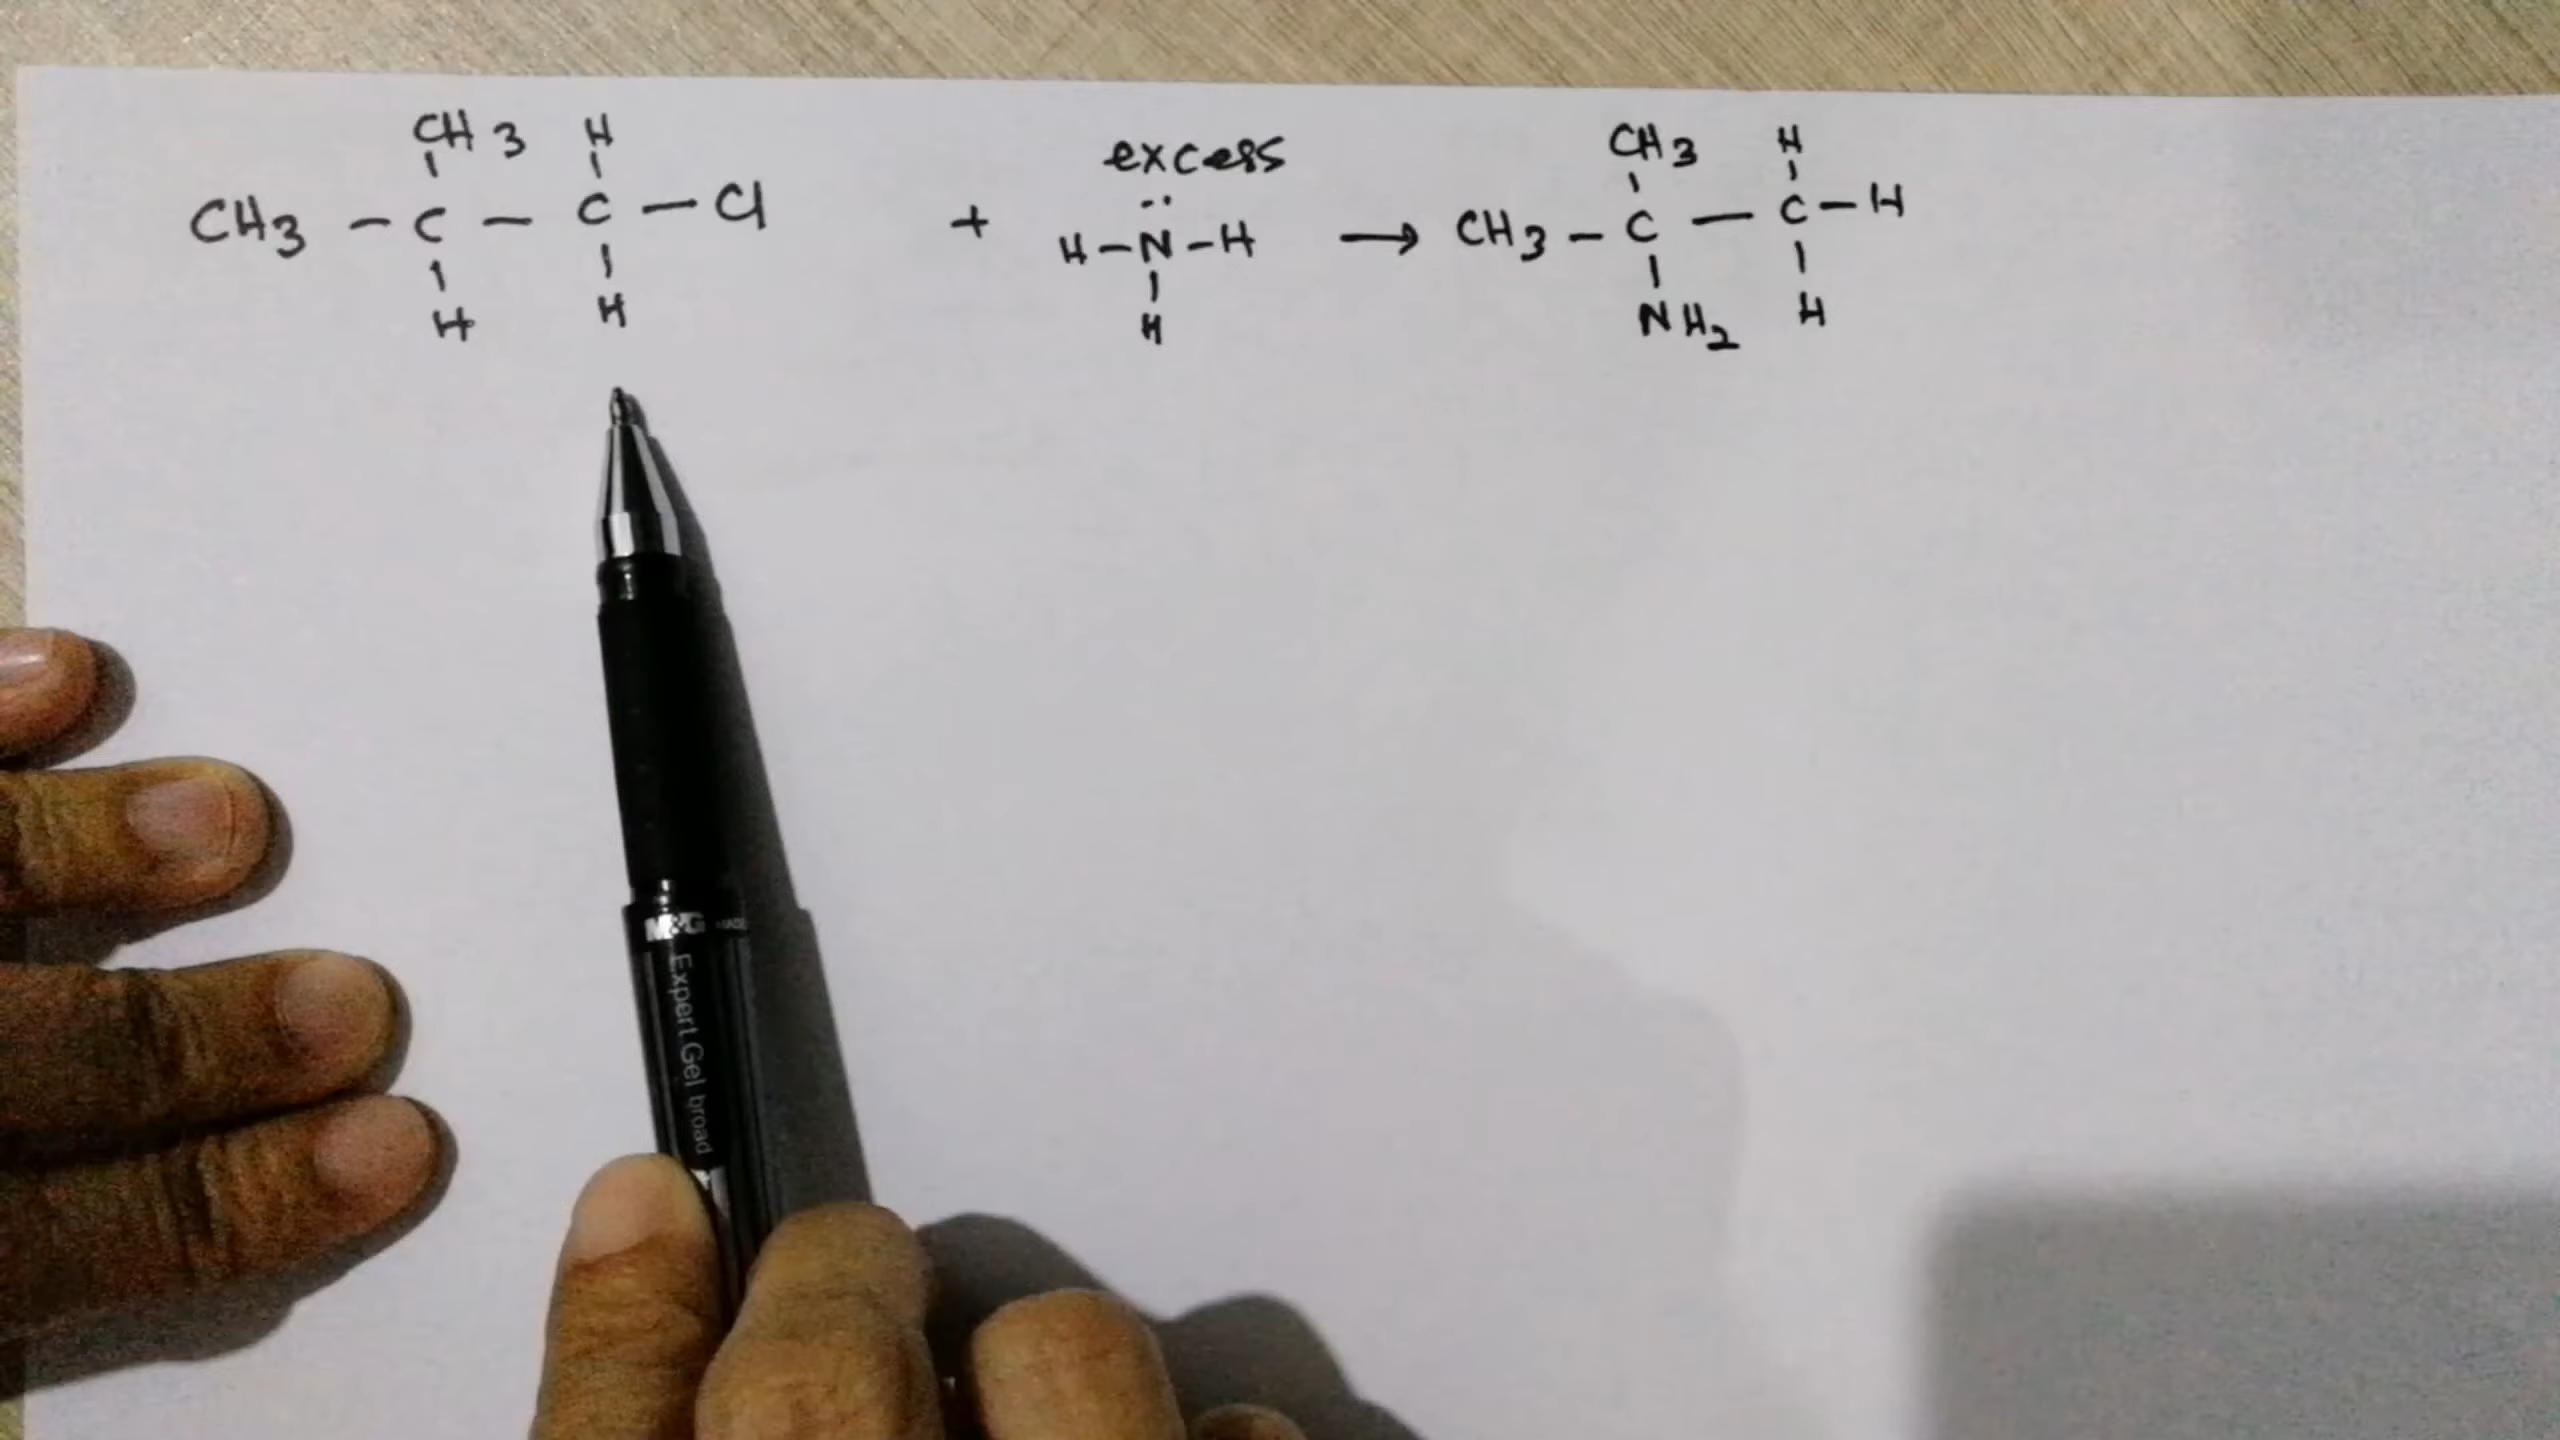 CH3 H excess CH3 H
CH3 - C - C - Cl + H-N̈-H → CH3 - C - C - H
H H H NH2 H
M&G
Expert Gel broad